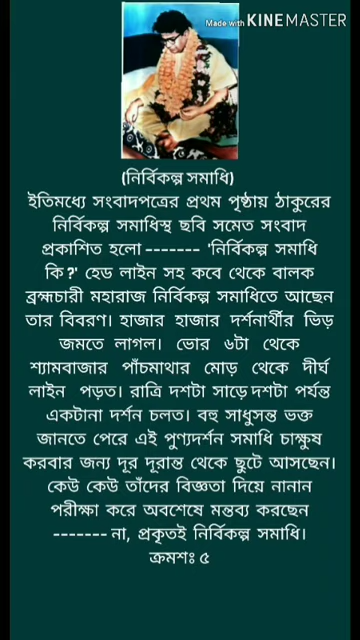 Made with KINEMASTER
(নির্বিকল্প সমাধি)
ইতিমধ্যে সংবাদপত্রের প্রথম পৃষ্ঠায় ঠাকুরের
নির্বিকল্প সমাধিস্থ ছবি সমেত সংবাদ
প্রকাশিত হলো ------- 'নির্বিকল্প সমাধি
কি ?' হেড লাইন সহ কবে থেকে বালক
ব্রহ্মচারী মহারাজ নির্বিকল্প সমাধিতে আছেন
তার বিবরণ। হাজার হাজার দর্শনার্থীর ভিড়
জমতে লাগল। ভোর ৬টা থেকে
শ্যামবাজার পাঁচমাথার মোড় থেকে দীর্ঘ
লাইন পড়ত। রাত্রি দশটা সাড়ে দশটা পর্যন্ত
একটানা দর্শন চলত। বহু সাধুসন্ত ভক্ত
জানতে পেরে এই পুণ্যদর্শন সমাধি চাক্ষুষ
করবার জন্য দূর দূরান্ত থেকে ছুটে আসছেন।
কেউ কেউ তাঁদের বিজ্ঞতা দিয়ে নানান
পরীক্ষা করে অবশেষে মন্তব্য করছেন
------- না, প্রকৃতই নির্বিকল্প সমাধি।
ক্রমশঃ ৫